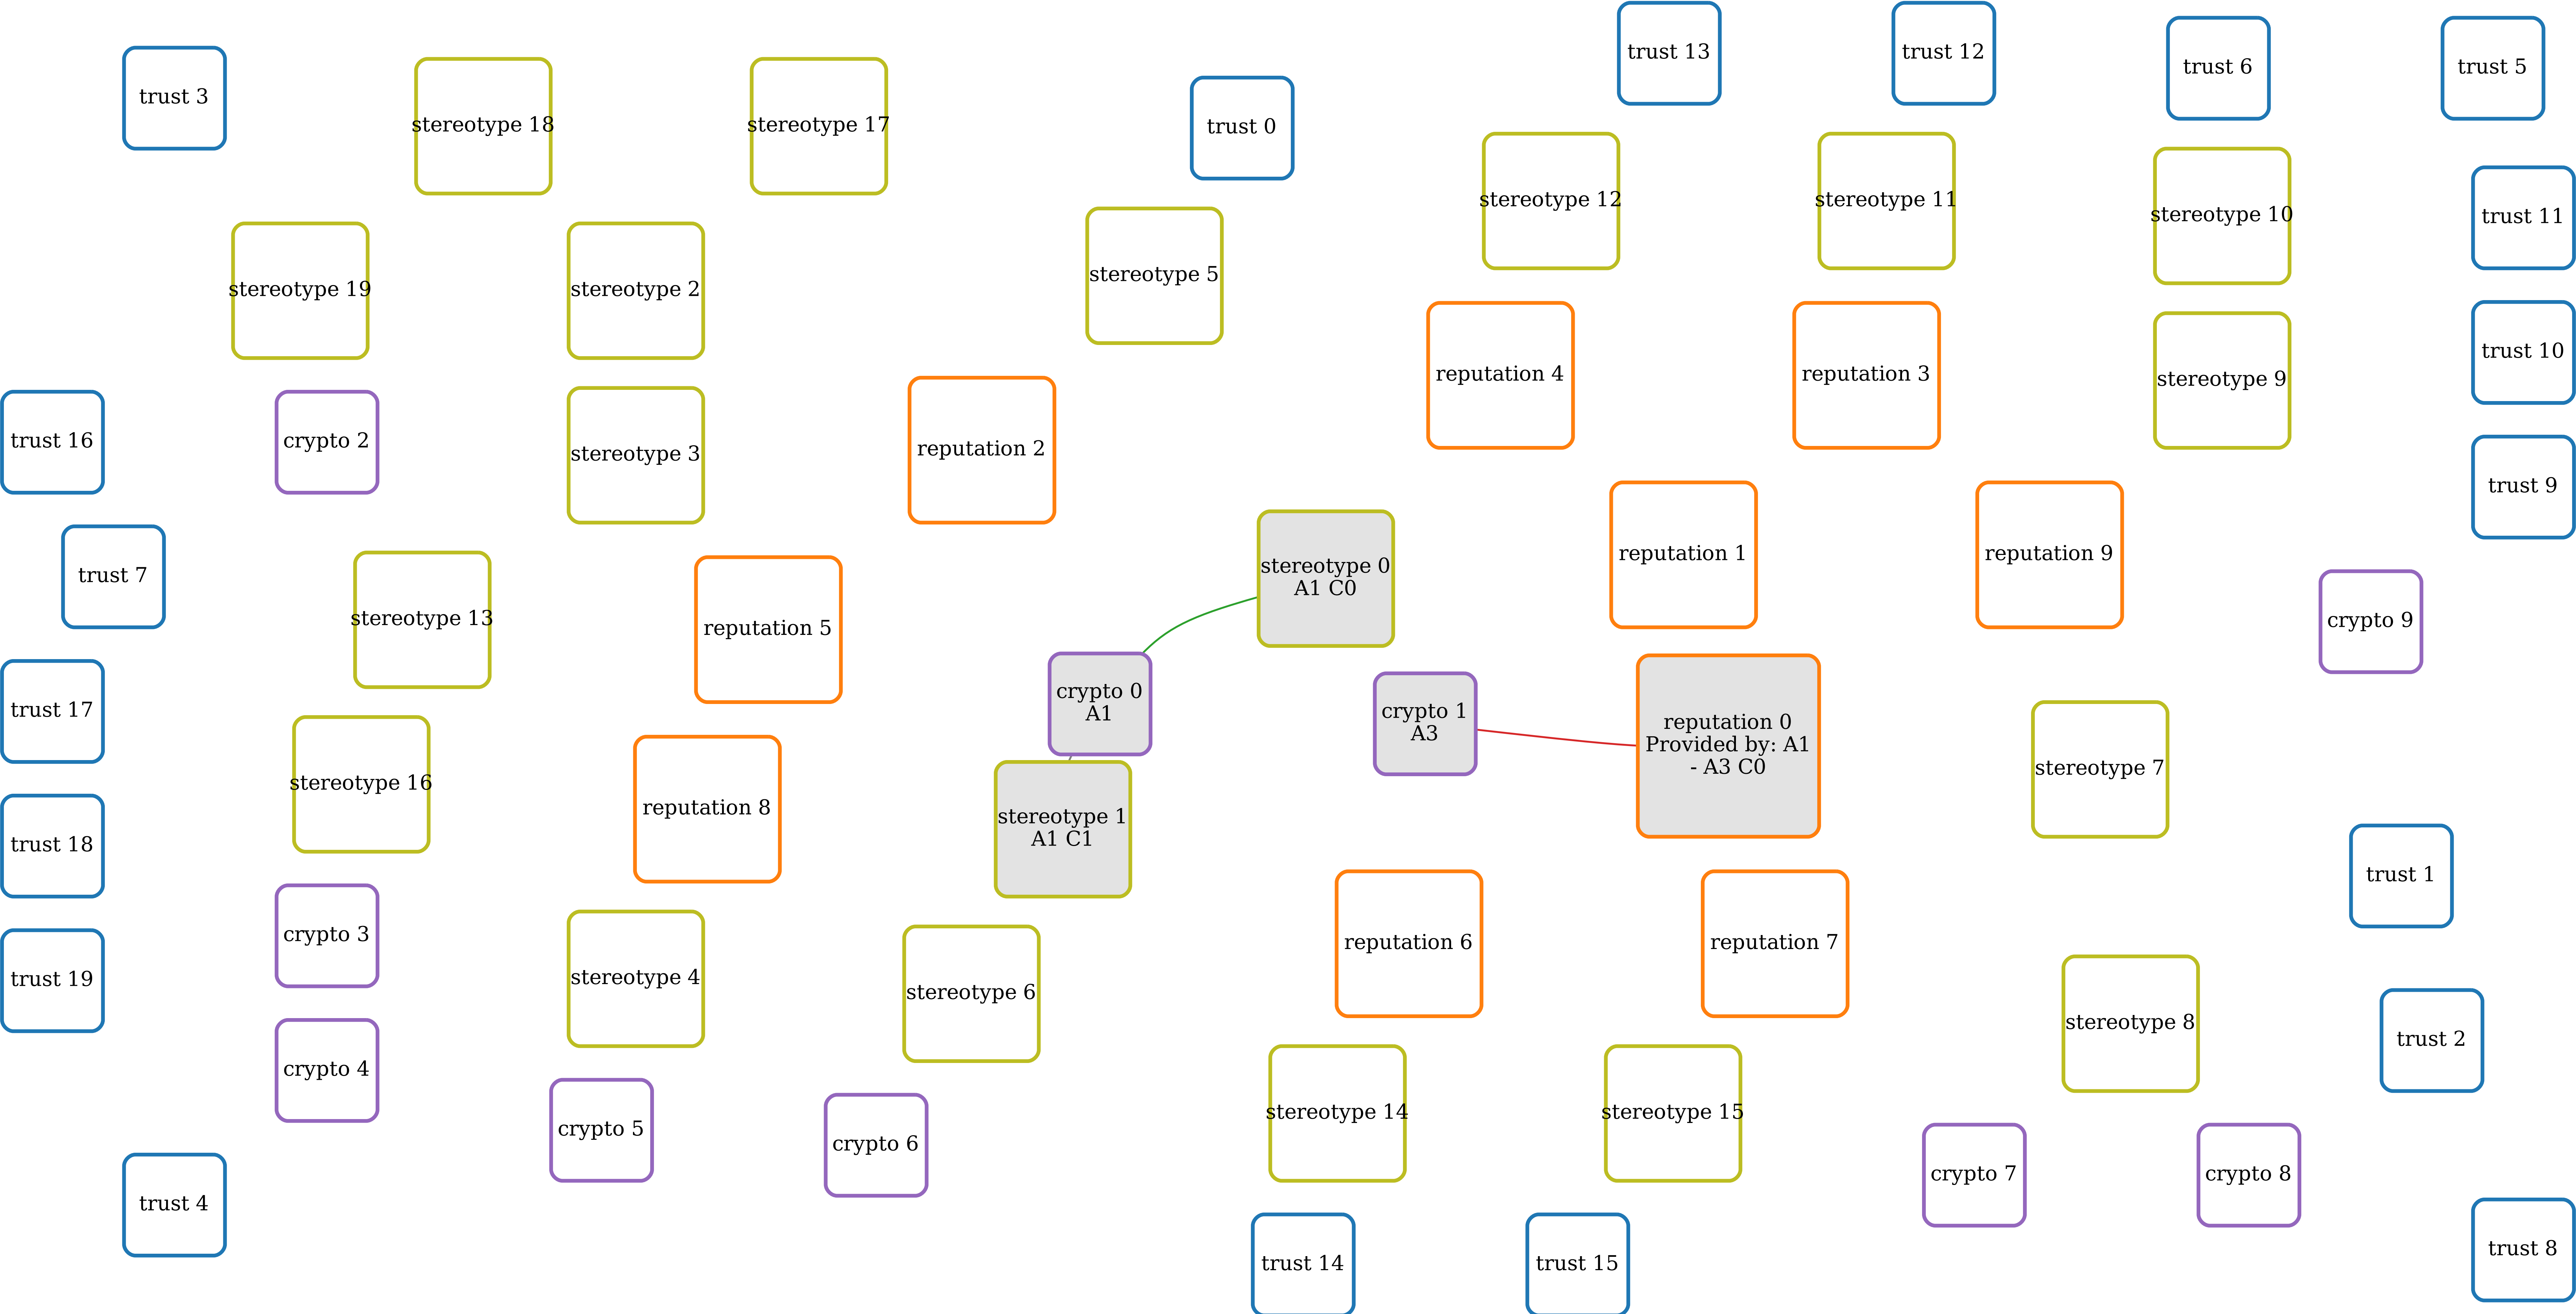 trust 13
trust 12
trust 6
trust 5
trust 3
stereotype 18
stereotype 17
trust 0
stereotype 12
stereotype 11
stereotype 10
trust 11
stereotype 19
stereotype 2
stereotype 5
reputation 4
reputation 3
stereotype 9
trust 10
trust 16
crypto 2
stereotype 3
reputation 2
trust 9
trust 7
stereotype 13
reputation 5
stereotype 0
A1 C0
reputation 1
reputation 9
crypto 9
trust 17
crypto 0
A1
crypto 1
A3
reputation 0
Provided by: A1
- A3 C0
stereotype 7
stereotype 16
reputation 8
stereotype 1
A1 C1
trust 18
trust 1
crypto 3
reputation 6
reputation 7
trust 19
stereotype 4
stereotype 6
stereotype 8
trust 2
crypto 4
crypto 5
crypto 6
stereotype 14
stereotype 15
crypto 7
crypto 8
trust 4
trust 14
trust 15
trust 8